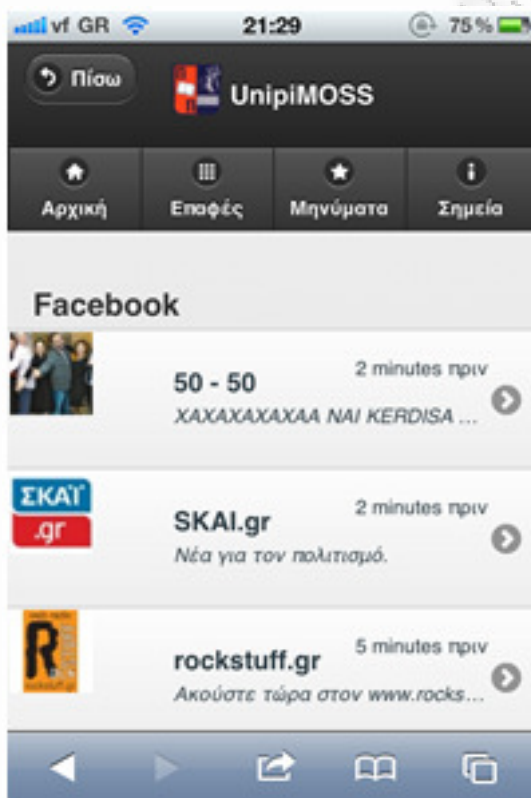 vf GR 21:29 75%
Πίσω
UnipiMOSS
Αρχική Επαφές Μηνύματα Σημεία
Facebook
2 minutes πριν
50 - 50
ΧΑΧΑΧΑΧΑΧΑΑ ΝΑΙ KERDISA ...
ΣΚΑΪ
.gr
2 minutes πριν
SKAI.gr
Νέα για τον πολιτισμό.
R
5 minutes πριν
rockstuff.gr
Ακούστε τώρα στον www.rocks...